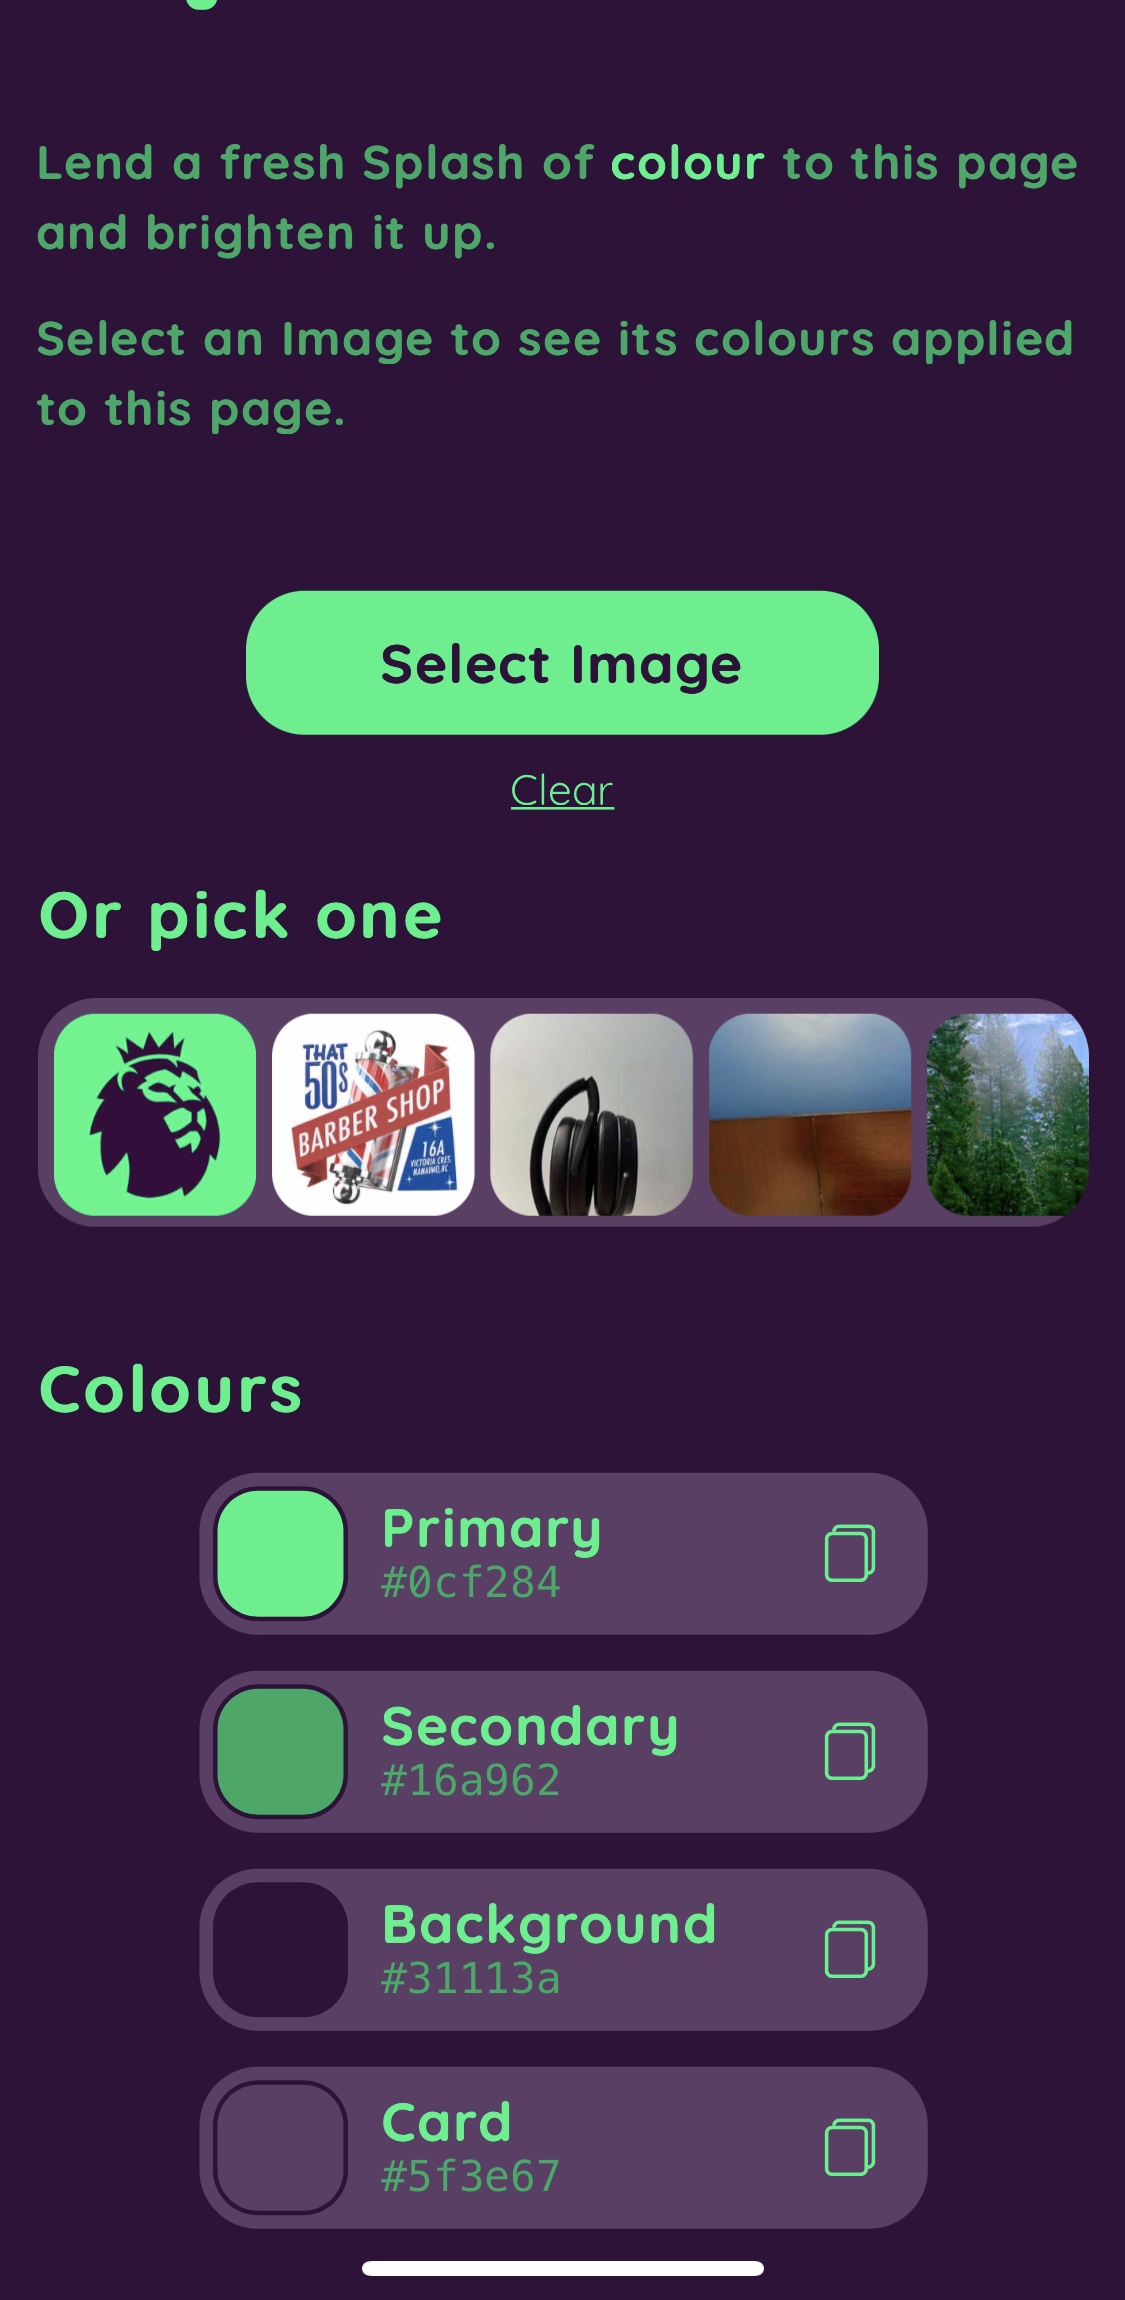 Lend a fresh Splash of colour to this page
and brighten it up.
Select an Image to see its colours applied
to this page.
Select Image
Clear
Or pick one
THAT
50s
BARBER SHOP
16A
VICTORIA CRES
NANAIMO, BC
Colours
Primary
#0cf284
Secondary
#16a962
Background
#31113a
Card
#5f3e67